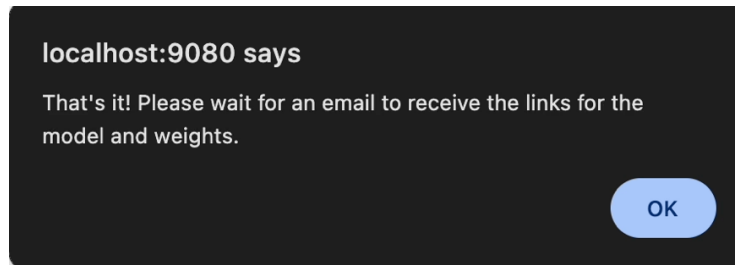 localhost:9080 says
That's it! Please wait for an email to receive the links for the
model and weights.
OK